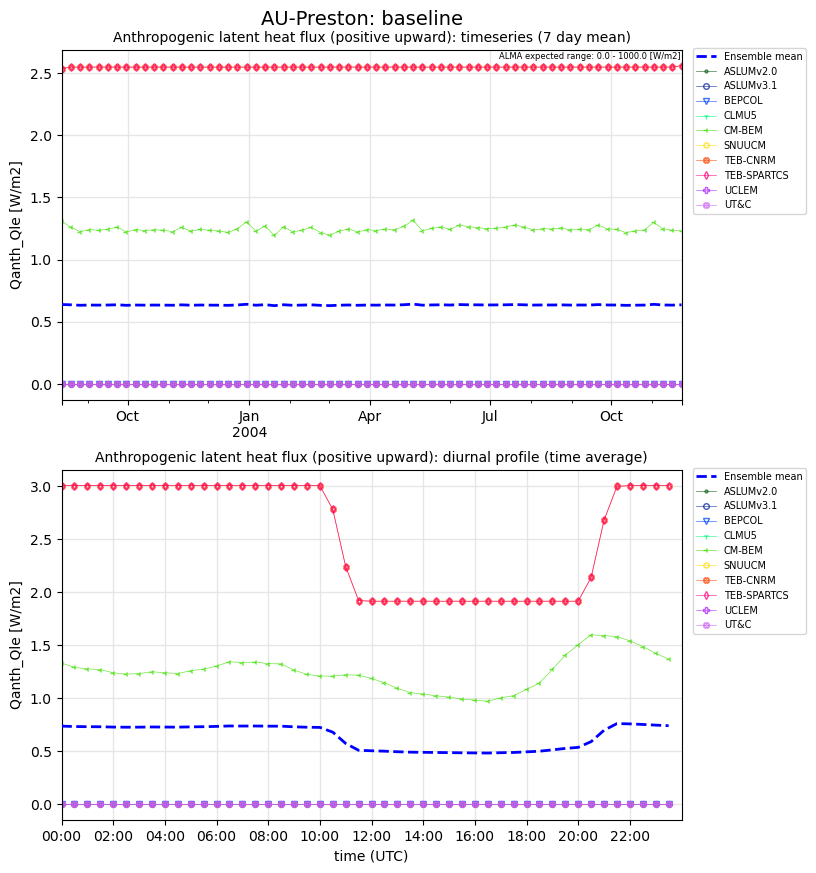 AU-Preston: baseline
Anthropogenic latent heat flux (positive upward): timeseries (7 day mean)
ALMA expected range: 0.0 - 1000.0 [W/m2]
Qanth_Qle [W/m2]
2.5
2.0
1.5
1.0
0.5
0.0
Oct
Jan
2004
Apr
Jul
Oct
Ensemble mean
ASLUMv2.0
ASLUMv3.1
BEPCOL
CLMU5
CM-BEM
SNUUCM
TEB-CNRM
TEB-SPARTCS
UCLEM
UT&C
Anthropogenic latent heat flux (positive upward): diurnal profile (time average)
Qanth_Qle [W/m2]
3.0
2.5
2.0
1.5
1.0
0.5
0.0
00:00 02:00 04:00 06:00 08:00 10:00 12:00 14:00 16:00 18:00 20:00 22:00
time (UTC)
Ensemble mean
ASLUMv2.0
ASLUMv3.1
BEPCOL
CLMU5
CM-BEM
SNUUCM
TEB-CNRM
TEB-SPARTCS
UCLEM
UT&C